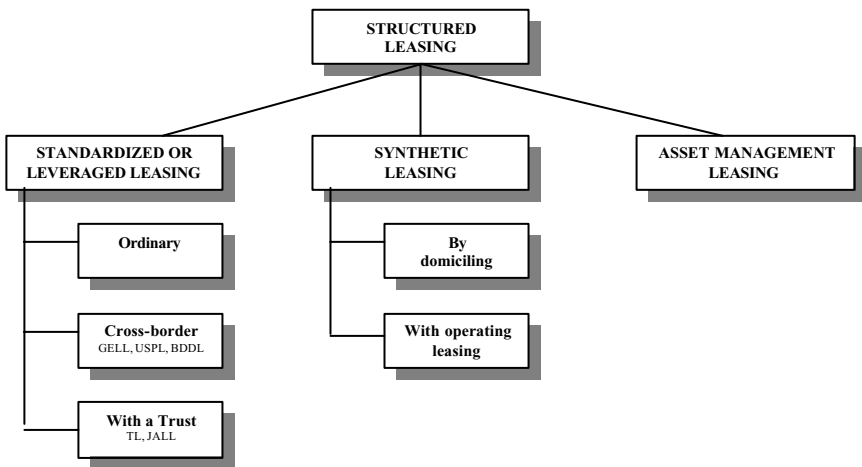 STRUCTURED
LEASING
STANDARDIZED OR
LEVERAGED LEASING
SYNTHETIC
LEASING
ASSET MANAGEMENT
LEASING
Ordinary
By
domiciling
Cross-border
GELL, USPL, BDDL
With operating
leasing
With a Trust
TL, JALL